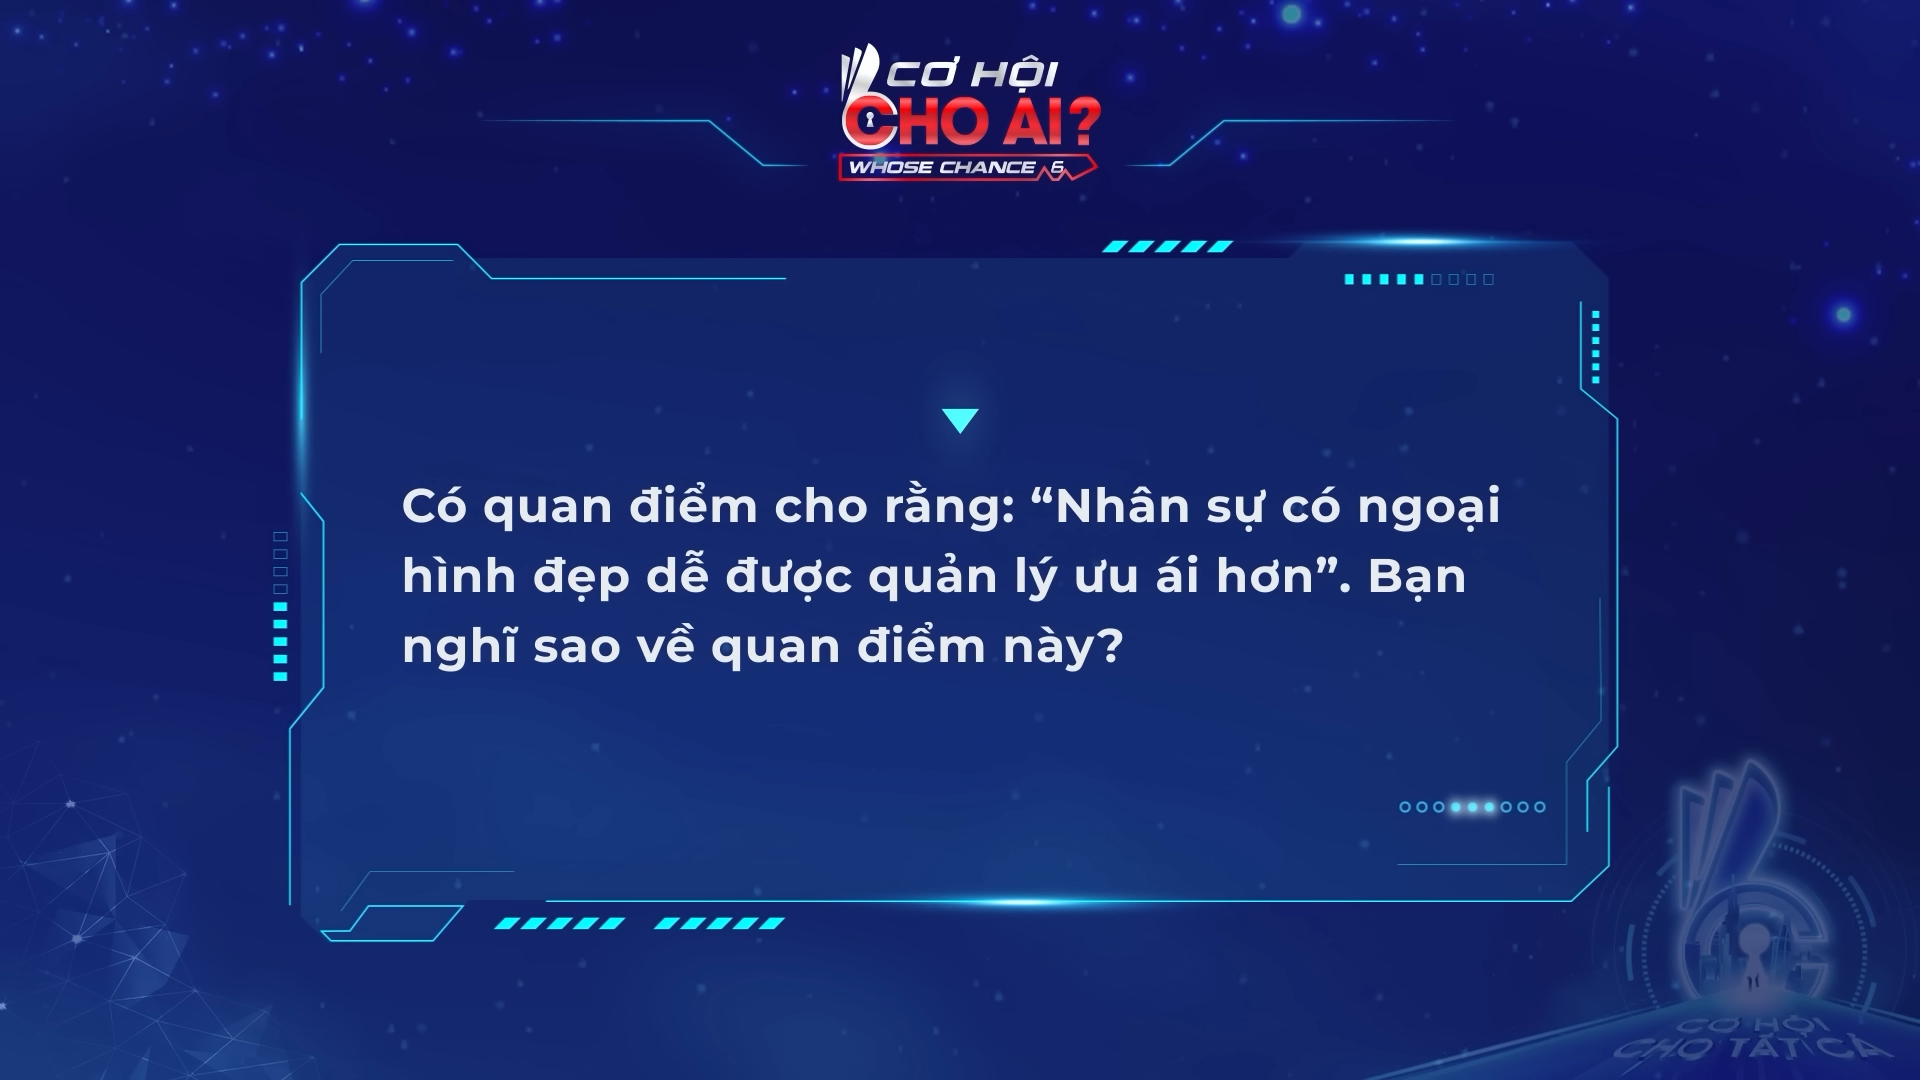 CƠ HỘI
CHO AI?
WHOSE CHANCE 6
Có quan điểm cho rằng: “Nhân sự có ngoại
hình đẹp dễ được quản lý ưu ái hơn”. Bạn
nghĩ sao về quan điểm này?
CƠ HỘI
CHO TẤT CẢ